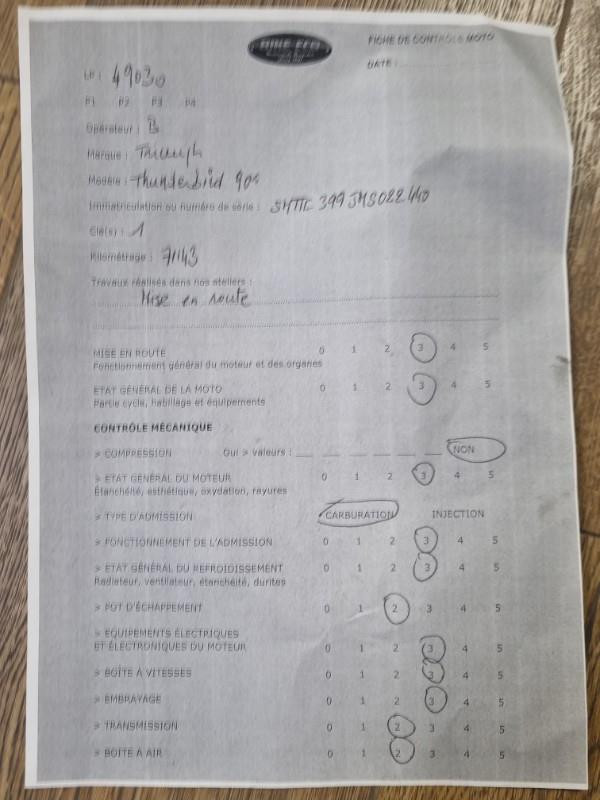 BIKE ECO
FICHE DE CONTRÔLE MOTO
DATE :
49030
P1 P2 P3 P4
Opérateur : B
Marque : Triumph
Modèle : Thunderbird 900
Immatriculation ou numéro de série :
Clé(s) : 1
Kilométrage : 71143
Travaux réalisés dans nos ateliers :
Mise en route
MISE EN ROUTE 0 1 2 3 4 5
Fonctionnement général du moteur et des organes
ETAT GÉNÉRAL DE LA MOTO 0 1 2 3 4 5
Partie cycle, habillage et équipements
CONTRÔLE MÉCANIQUE
> COMPRESSION Oui > valeurs : __ __ __ __ __ NON
> ETAT GÉNÉRAL DU MOTEUR 0 1 2 3 4 5
Étanchéité, esthétique, oxydation, rayures
> TYPE D'ADMISSION CARBURATION INJECTION
> FONCTIONNEMENT DE L'ADMISSION 0 1 2 3 4 5
> ETAT GÉNÉRAL DU REFROIDISSEMENT 0 1 2 3 4 5
Radiateur, ventilateur, étanchéité, durites
> POT D'ÉCHAPPEMENT 0 1 2 3 4 5
> EQUIPEMENTS ÉLECTRIQUES
ET ÉLECTRONIQUES DU MOTEUR 0 1 2 3 4 5
> BOÎTE À VITESSES 0 1 2 3 4 5
> EMBRAYAGE 0 1 2 3 4 5
> TRANSMISSION 0 1 2 3 4 5
> BOITE À AIR 0 1 2 3 4 5